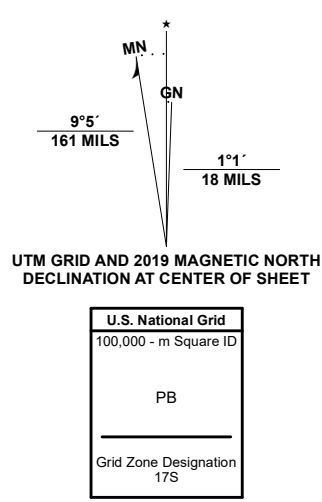 MN
GN
9°5´
161 MILS
1°1´
18 MILS
UTM GRID AND 2019 MAGNETIC NORTH
DECLINATION AT CENTER OF SHEET
U.S. National Grid
100,000 - m Square ID
PB
Grid Zone Designation
17S